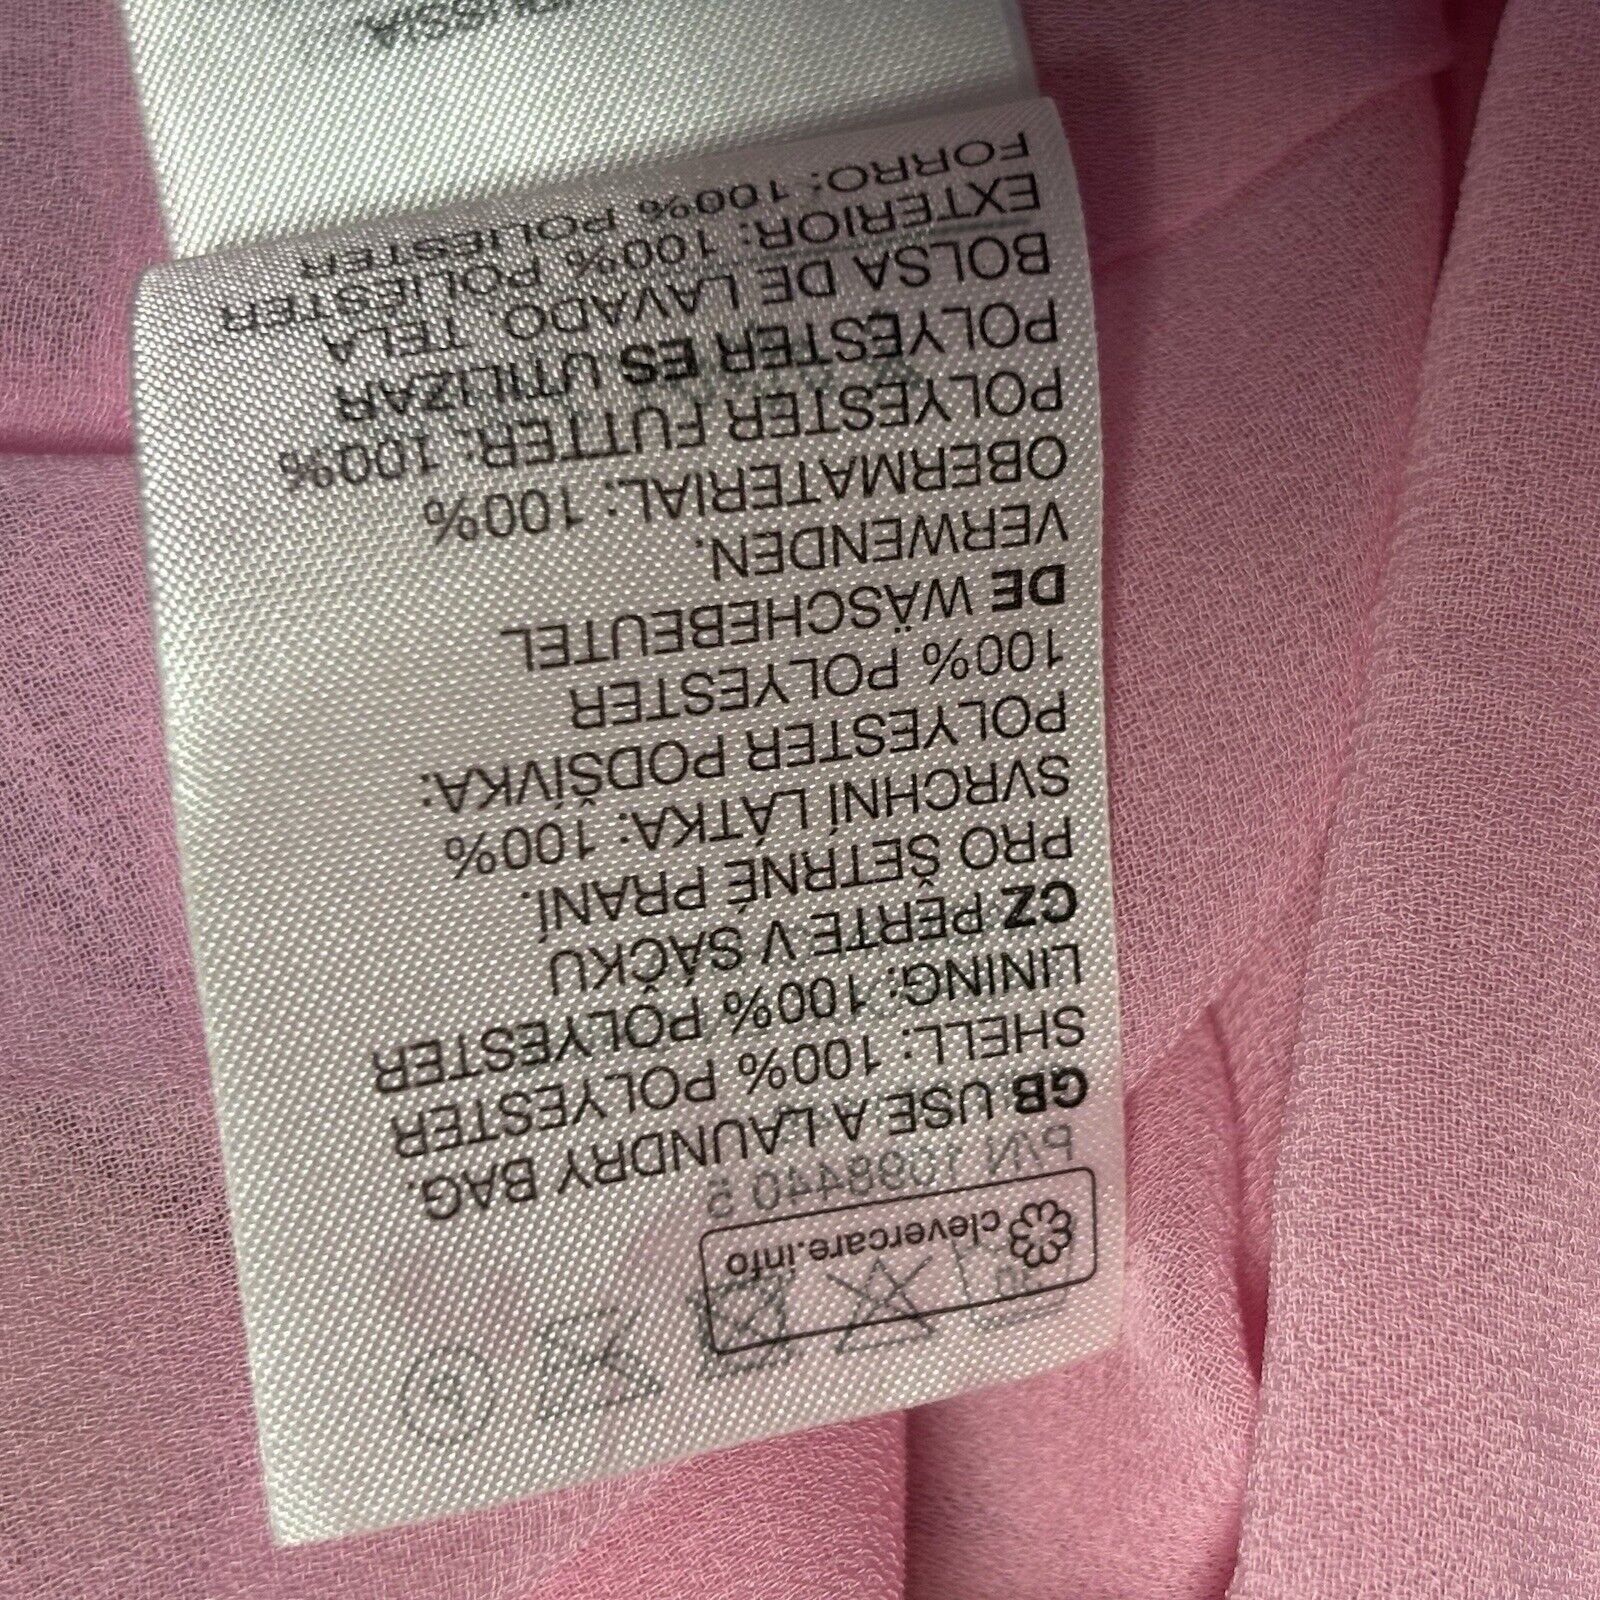 clevercare.info
P/N 1098440.5
GB USE A LAUNDRY BAG.
SHELL: 100% POLYESTER
LINING: 100% POLYESTER
CZ PERTE V SÁČKU
PRO ŠETRNÉ PRANÍ.
SVRCHNÍ LÁTKA: 100%
POLYESTER PODŠÍVKA:
100% POLYESTER
DE WÄSCHEBEUTEL
VERWENDEN.
OBERMATERIAL: 100%
POLYESTER FUTTER: 100%
POLYESTER ES UTILIZAR
BOLSA DE LAVADO. TELA
EXTERIOR: 100% POLIÉSTER
FORRO: 100% POLIÉSTER